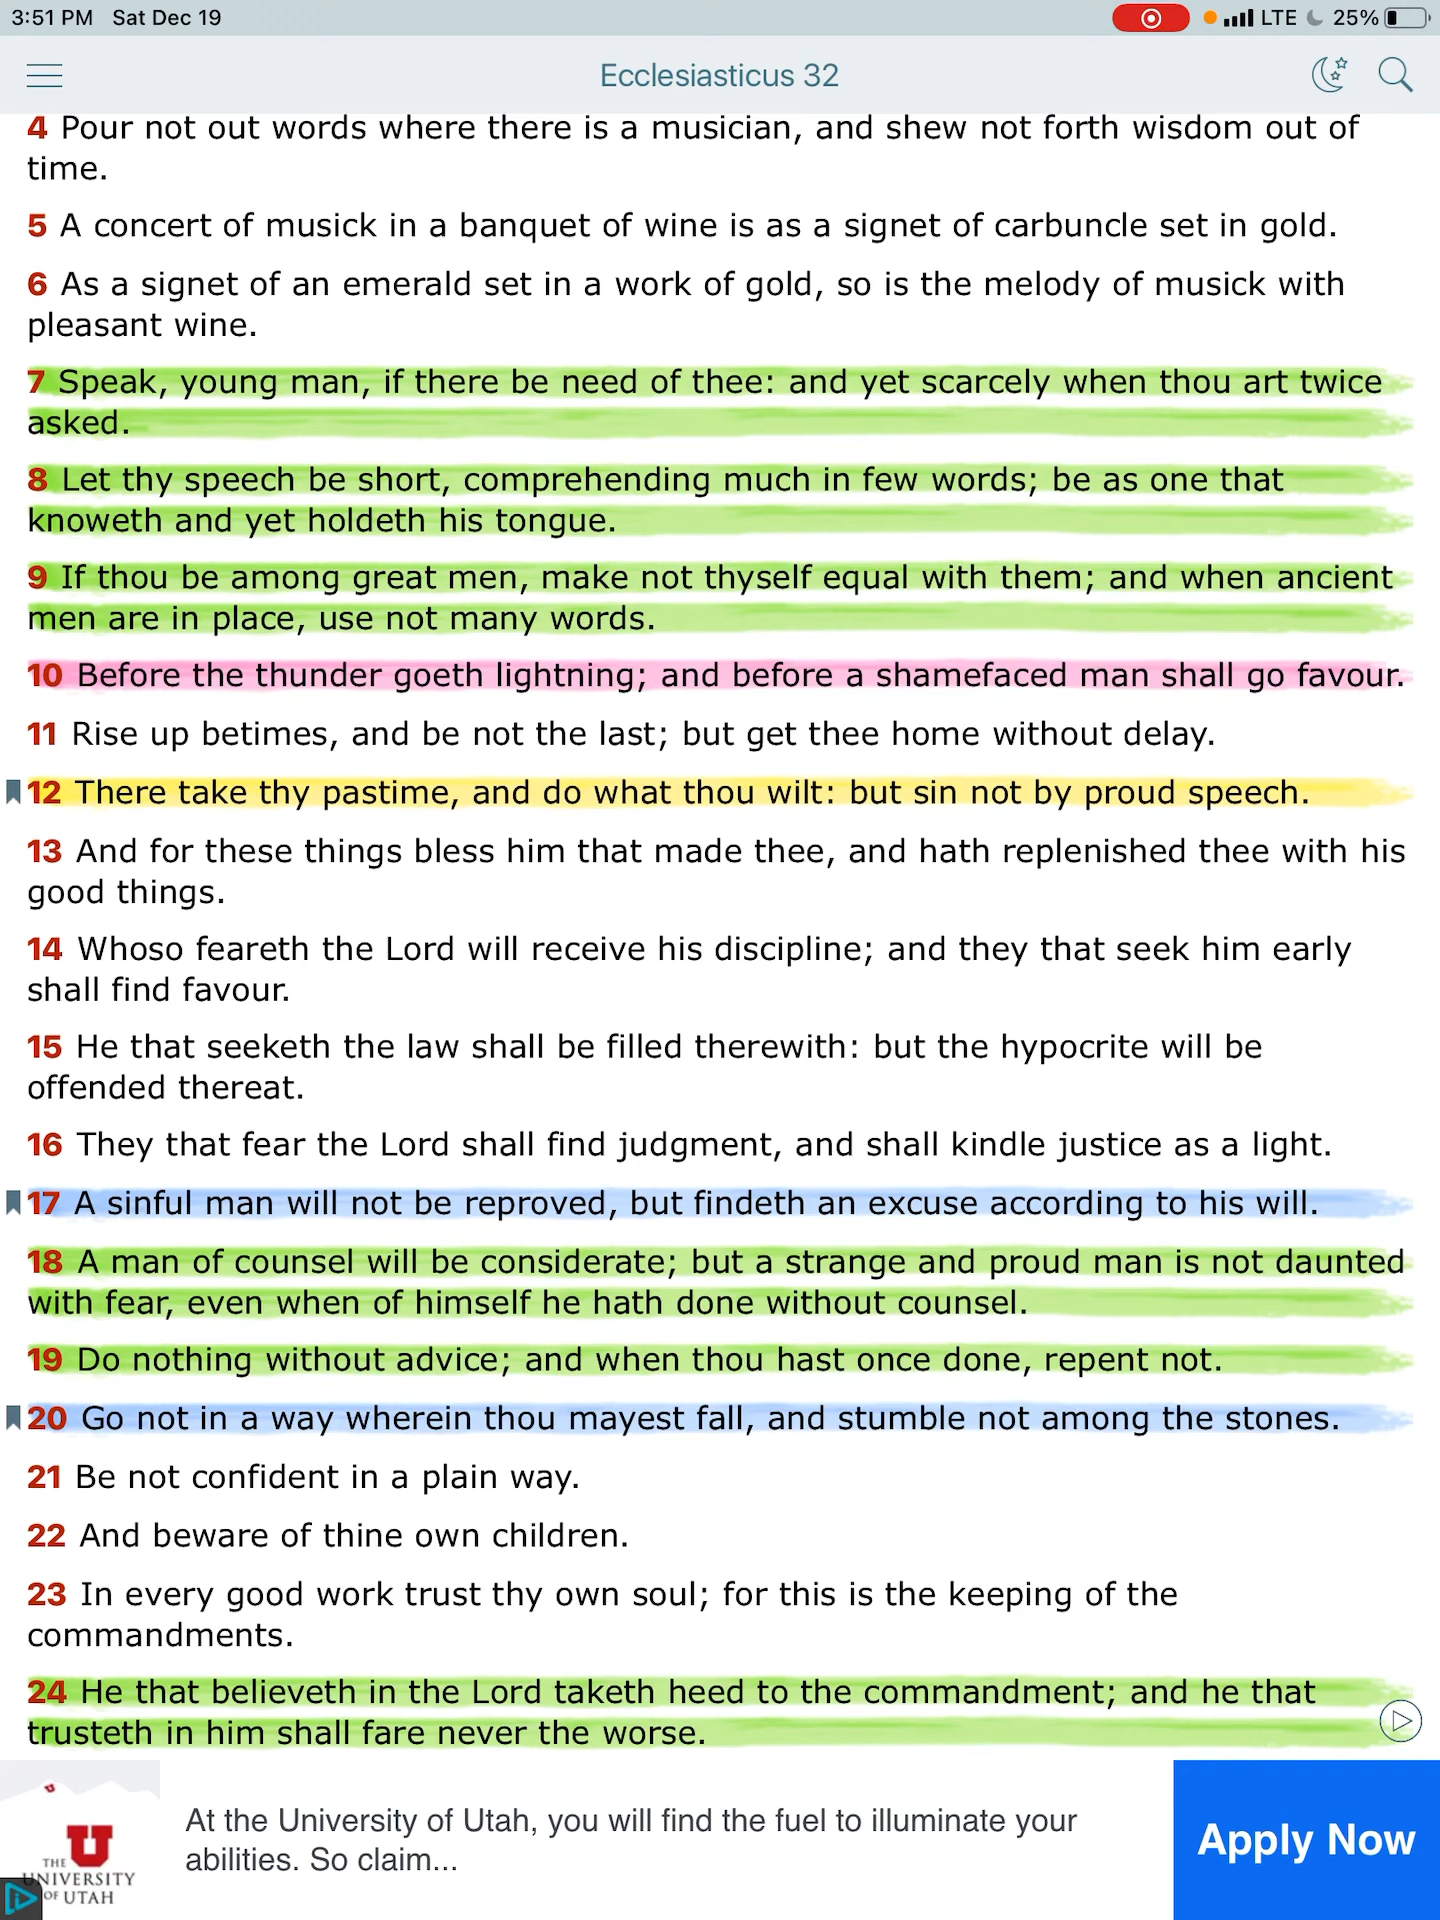 3:51 PM Sat Dec 19
LTE 25%
Ecclesiasticus 32
4 Pour not out words where there is a musician, and shew not forth wisdom out of
time.
5 A concert of musick in a banquet of wine is as a signet of carbuncle set in gold.
6 As a signet of an emerald set in a work of gold, so is the melody of musick with
pleasant wine.
7 Speak, young man, if there be need of thee: and yet scarcely when thou art twice
asked.
8 Let thy speech be short, comprehending much in few words; be as one that
knoweth and yet holdeth his tongue.
9 If thou be among great men, make not thyself equal with them; and when ancient
men are in place, use not many words.
10 Before the thunder goeth lightning; and before a shamefaced man shall go favour.
11 Rise up betimes, and be not the last; but get thee home without delay.
12 There take thy pastime, and do what thou wilt: but sin not by proud speech.
13 And for these things bless him that made thee, and hath replenished thee with his
good things.
14 Whoso feareth the Lord will receive his discipline; and they that seek him early
shall find favour.
15 He that seeketh the law shall be filled therewith: but the hypocrite will be
offended thereat.
16 They that fear the Lord shall find judgment, and shall kindle justice as a light.
17 A sinful man will not be reproved, but findeth an excuse according to his will.
18 A man of counsel will be considerate; but a strange and proud man is not daunted
with fear, even when of himself he hath done without counsel.
19 Do nothing without advice; and when thou hast once done, repent not.
20 Go not in a way wherein thou mayest fall, and stumble not among the stones.
21 Be not confident in a plain way.
22 And beware of thine own children.
23 In every good work trust thy own soul; for this is the keeping of the
commandments.
24 He that believeth in the Lord taketh heed to the commandment; and he that
trusteth in him shall fare never the worse.
U
THE
UNIVERSITY
OF UTAH
At the University of Utah, you will find the fuel to illuminate your
abilities. So claim...
Apply Now